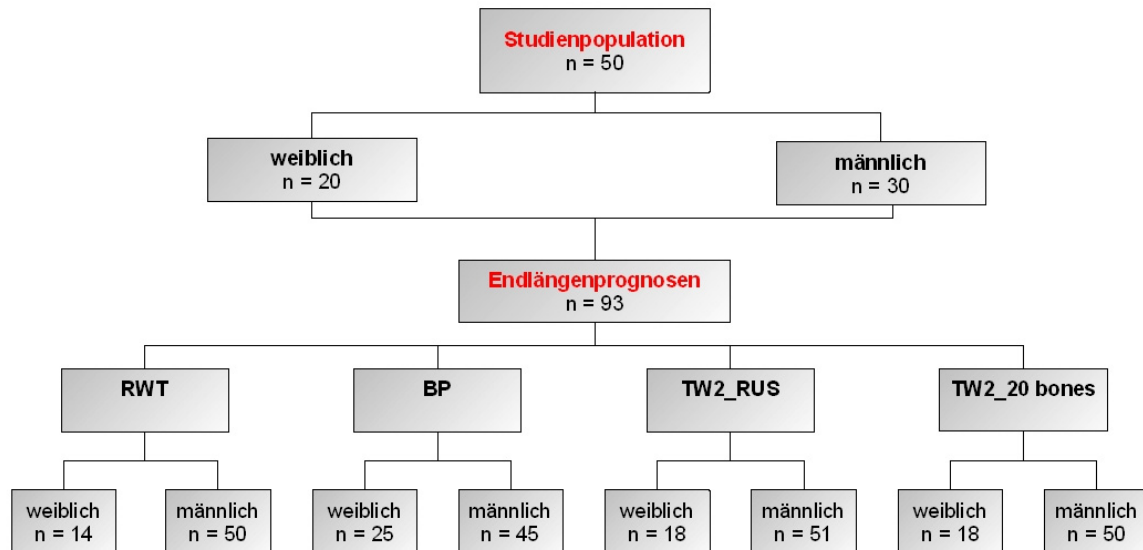 Studienpopulation
n = 50
weiblich
n = 20
männlich
n = 30
Endlängenprognosen
n = 93
RWT
BP
TW2_RUS
TW2_20 bones
weiblich
n = 14
männlich
n = 50
weiblich
n = 25
männlich
n = 45
weiblich
n = 18
männlich
n = 51
weiblich
n = 18
männlich
n = 50